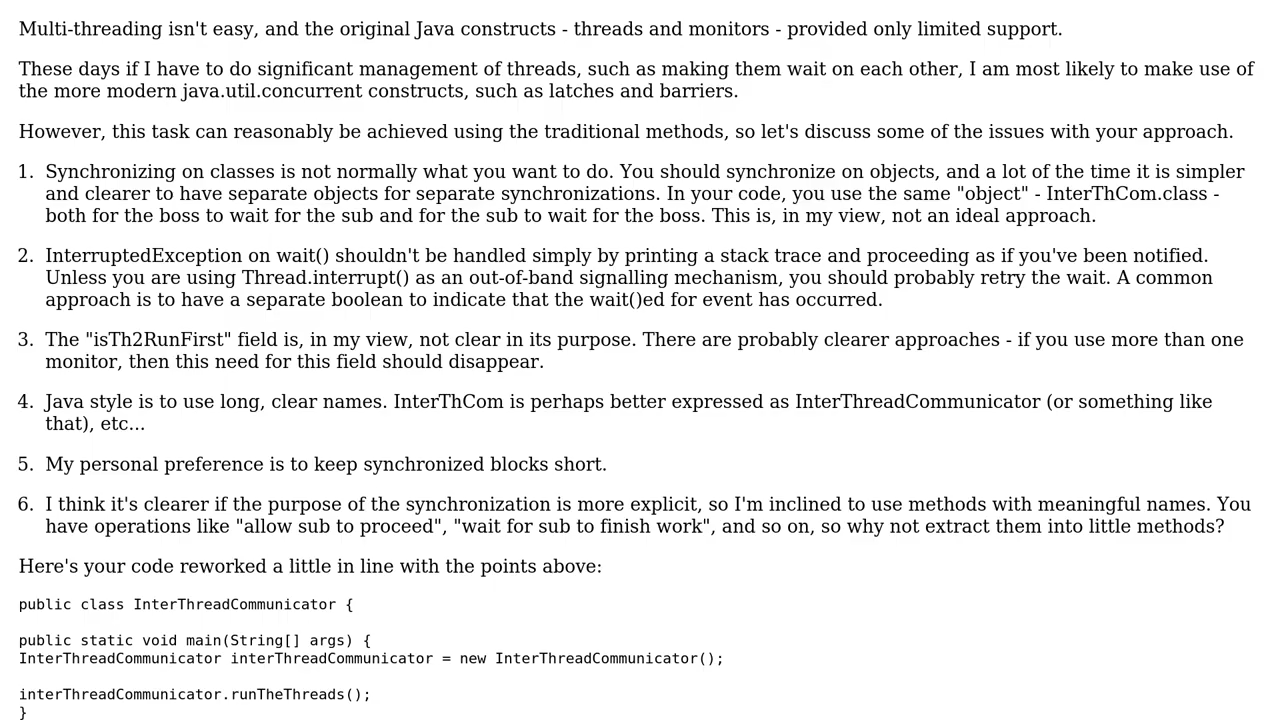 Multi-threading isn't easy, and the original Java constructs - threads and monitors - provided only limited support.
These days if I have to do significant management of threads, such as making them wait on each other, I am most likely to make use of
the more modern java.util.concurrent constructs, such as latches and barriers.
However, this task can reasonably be achieved using the traditional methods, so let's discuss some of the issues with your approach.
1. Synchronizing on classes is not normally what you want to do. You should synchronize on objects, and a lot of the time it is simpler
and clearer to have separate objects for separate synchronizations. In your code, you use the same "object" - InterThCom.class -
both for the boss to wait for the sub and for the sub to wait for the boss. This is, in my view, not an ideal approach.
2. InterruptedException on wait() shouldn't be handled simply by printing a stack trace and proceeding as if you've been notified.
Unless you are using Thread.interrupt() as an out-of-band signalling mechanism, you should probably retry the wait. A common
approach is to have a separate boolean to indicate that the wait()ed for event has occurred.
3. The "isTh2RunFirst" field is, in my view, not clear in its purpose. There are probably clearer approaches - if you use more than one
monitor, then this need for this field should disappear.
4. Java style is to use long, clear names. InterThCom is perhaps better expressed as InterThreadCommunicator (or something like
that), etc...
5. My personal preference is to keep synchronized blocks short.
6. I think it's clearer if the purpose of the synchronization is more explicit, so I'm inclined to use methods with meaningful names. You
have operations like "allow sub to proceed", "wait for sub to finish work", and so on, so why not extract them into little methods?
Here's your code reworked a little in line with the points above:
public class InterThreadCommunicator {
public static void main(String[] args) {
InterThreadCommunicator interThreadCommunicator = new InterThreadCommunicator();
interThreadCommunicator.runTheThreads();
}